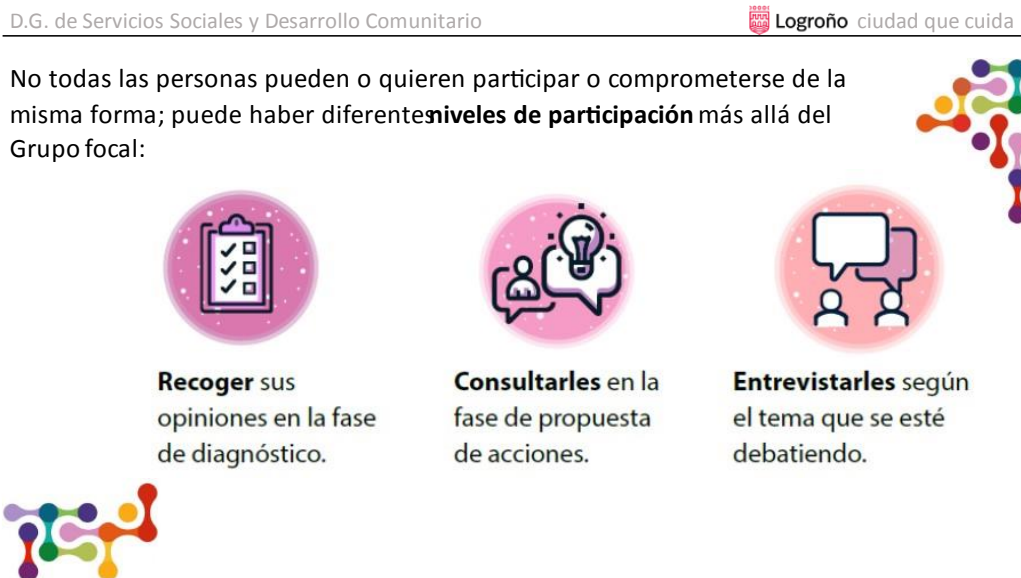 D.G. de Servicios Sociales y Desarrollo Comunitario
Logroño ciudad que cuida
No todas las personas pueden o quieren participar o comprometerse de la
misma forma; puede haber diferentes niveles de participación más allá del
Grupo focal:
Recoger sus
opiniones en la fase
de diagnóstico.
Consultarles en la
fase de propuesta
de acciones.
Entrevistarles según
el tema que se esté
debatiendo.